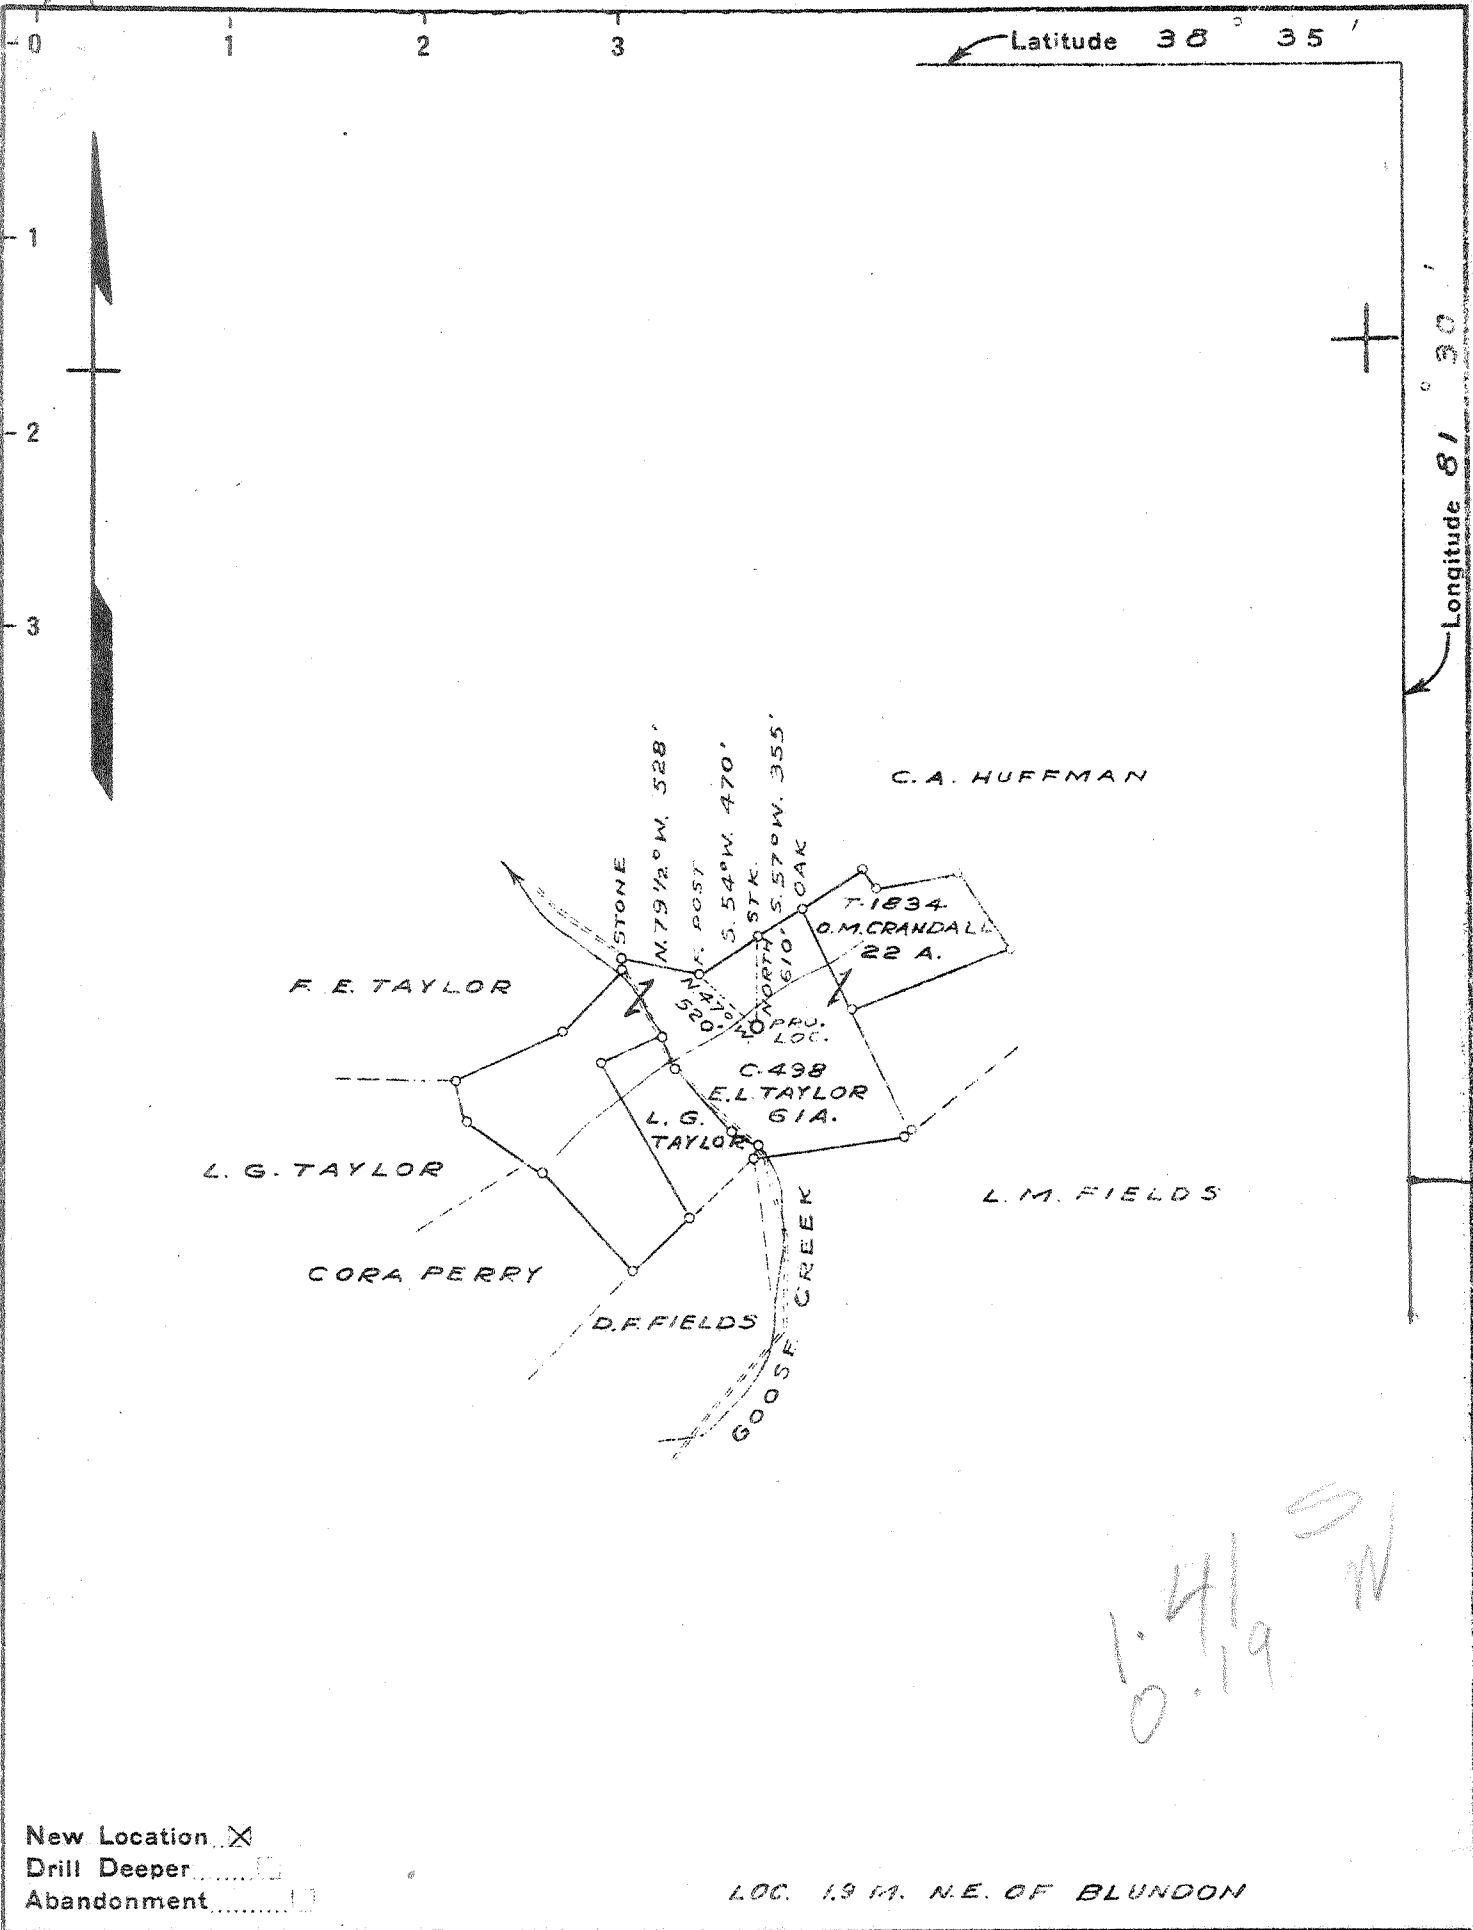 0 1 2 3
Latitude 38° 35'
1
2
3
Longitude 81° 30'
C. A. HUFFMAN
STONE
N. 79 1/2° W. 528'
F. POST
S. 54° W. 470'
STK.
S. 57° W. 355'
OAK
NORTH
610'
N. 47° W.
520'
PRO.
LOC.
T-1834
O. M. CRANDALL
22 A.
F. E. TAYLOR
C-498
E. L. TAYLOR
61 A.
L. G.
TAYLOR
L. G. TAYLOR
L. M. FIELDS
CORA PERRY
D. F. FIELDS
GOOSE CREEK
1.41 S
0.19 W
New Location
Drill Deeper
Abandonment
LOC. 1.9 M. N.E. OF BLUNDON